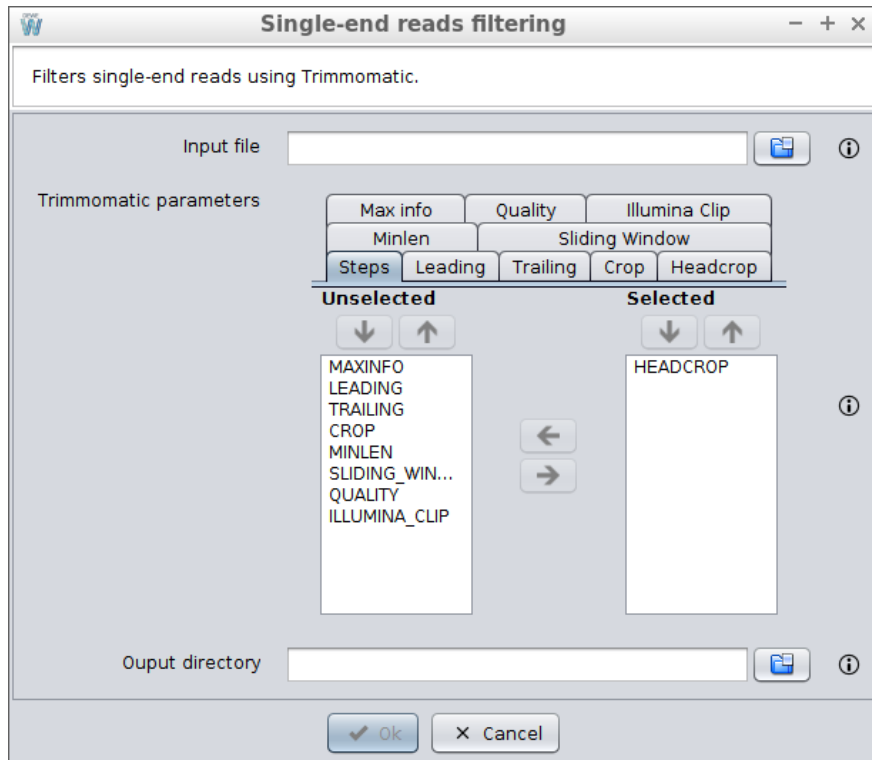 Single-end reads filtering
Filters single-end reads using Trimmomatic.
Input file
Trimmomatic parameters
Max info Quality Illumina Clip
Minlen Sliding Window
Steps Leading Trailing Crop Headcrop
Unselected Selected
MAXINFO HEADCROP
LEADING
TRAILING
CROP
MINLEN
SLIDING_WIN...
QUALITY
ILLUMINA_CLIP
Ouput directory
Ok Cancel